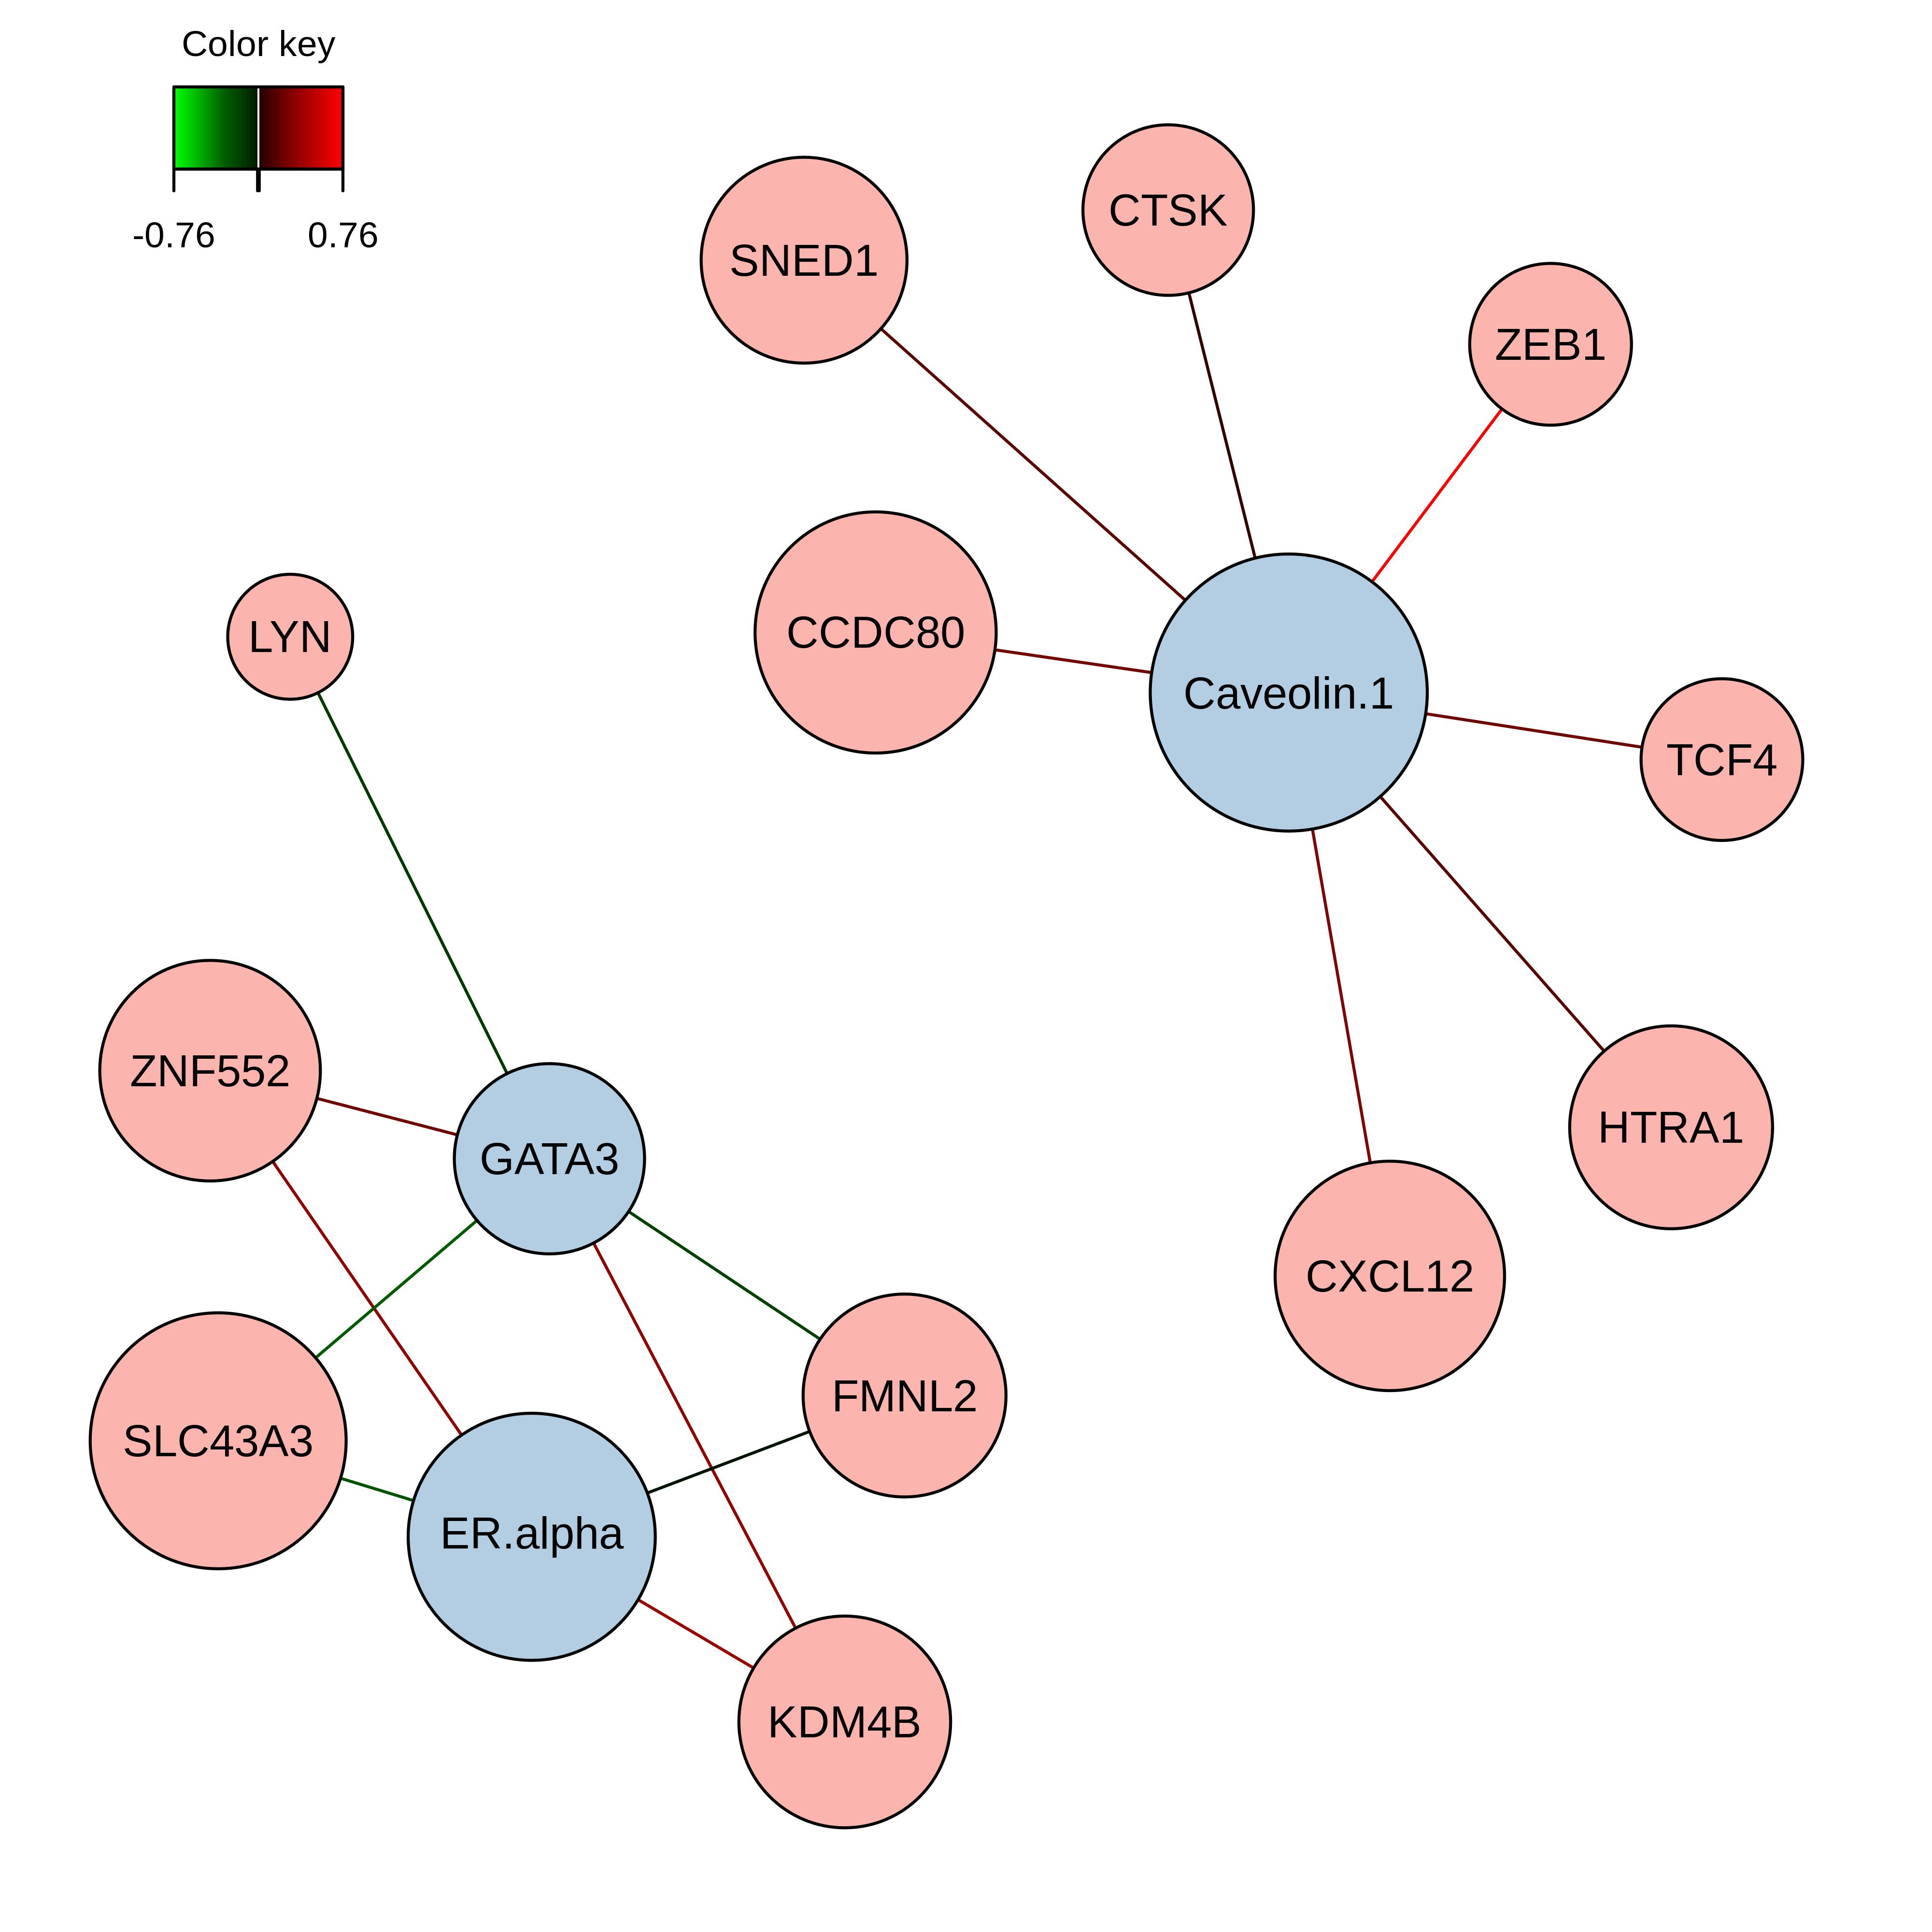 Color key
-0.76 0.76
CTSK
SNED1
ZEB1
CCDC80
LYN
Caveolin.1
TCF4
ZNF552
HTRA1
GATA3
CXCL12
FMNL2
SLC43A3
ER.alpha
KDM4B